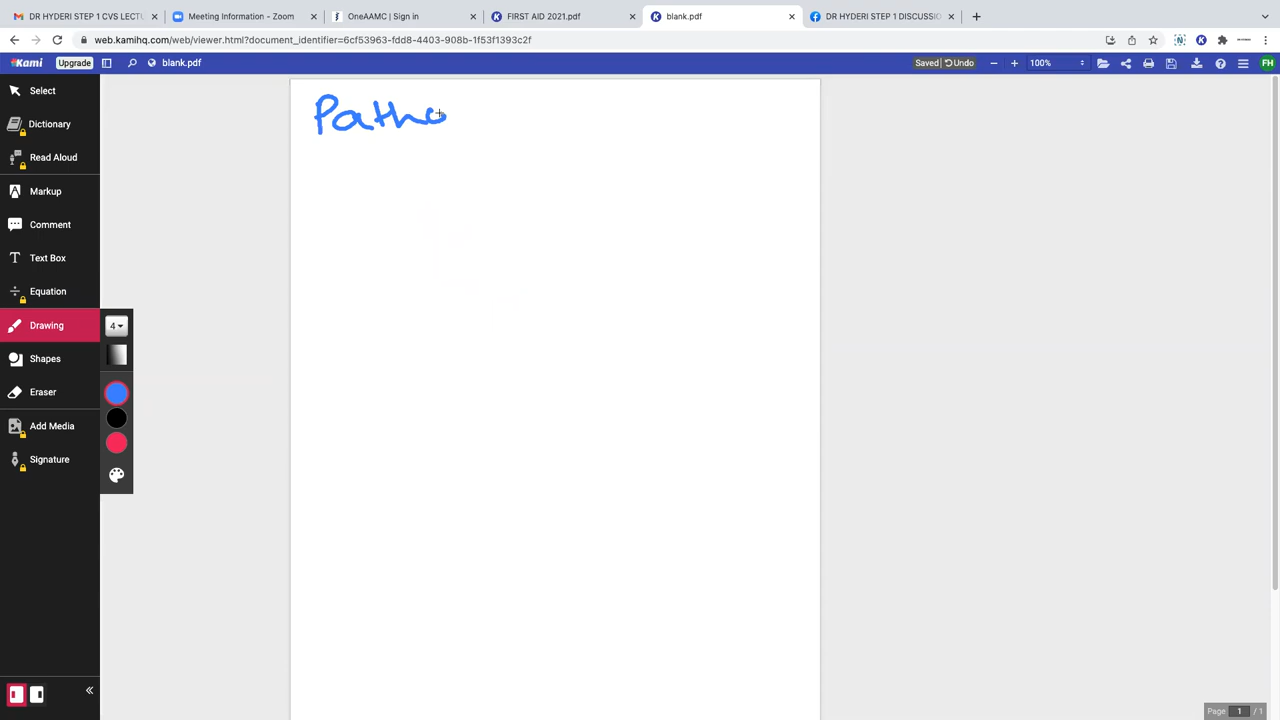 DR HYDERI STEP 1 CVS LECTU
Meeting Information - Zoom
OneAAMC | Sign in
FIRST AID 2021.pdf
blank.pdf
DR HYDERI STEP 1 DISCUSSIO
web.kamihq.com/web/viewer.html?document_identifier=6cf53963-fdd8-4403-908b-1f53f1393c2f
Kami Upgrade blank.pdf Saved Undo 100% FH
Select
Dictionary
Read Aloud
Markup
Comment
Text Box
Equation
Drawing
4
Shapes
Eraser
Add Media
Signature
Patho
Page 1 / 1